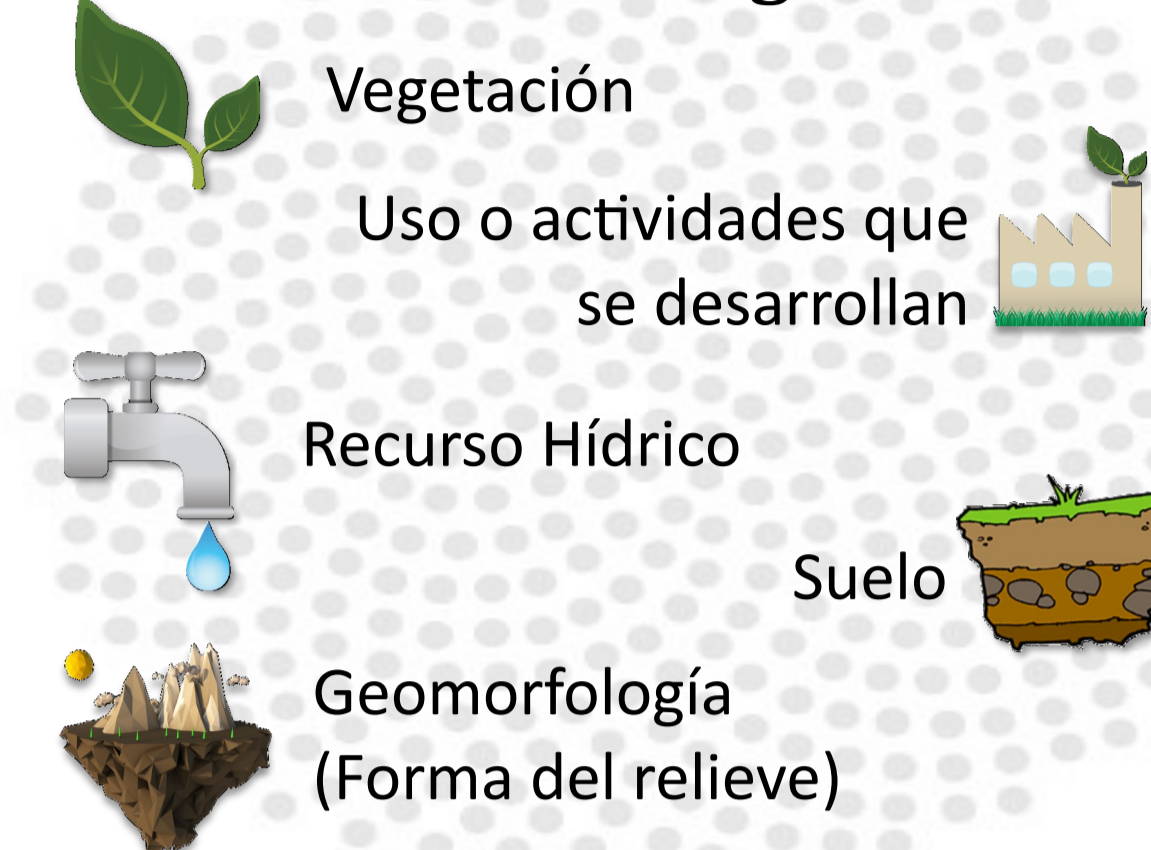 Vegetación
Uso o actividades que
se desarrollan
Recurso Hídrico
Suelo
Geomorfología
(Forma del relieve)